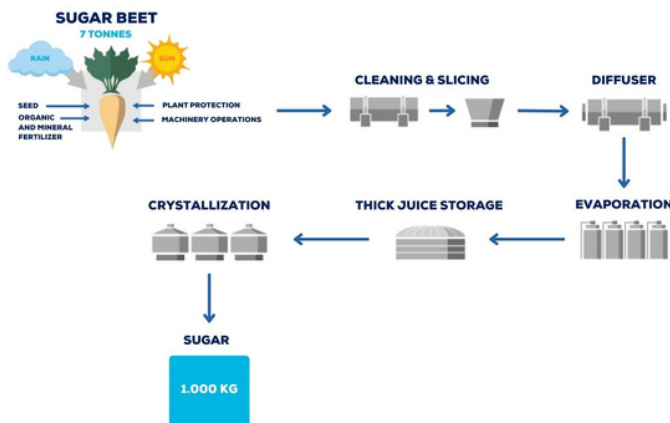 SUGAR BEET
7 TONNES
RAIN
SUN
SEED
ORGANIC
AND MINERAL
FERTILIZER
PLANT PROTECTION
MACHINERY OPERATIONS
CLEANING & SLICING
DIFFUSER
EVAPORATION
THICK JUICE STORAGE
CRYSTALLIZATION
SUGAR
1.000 KG